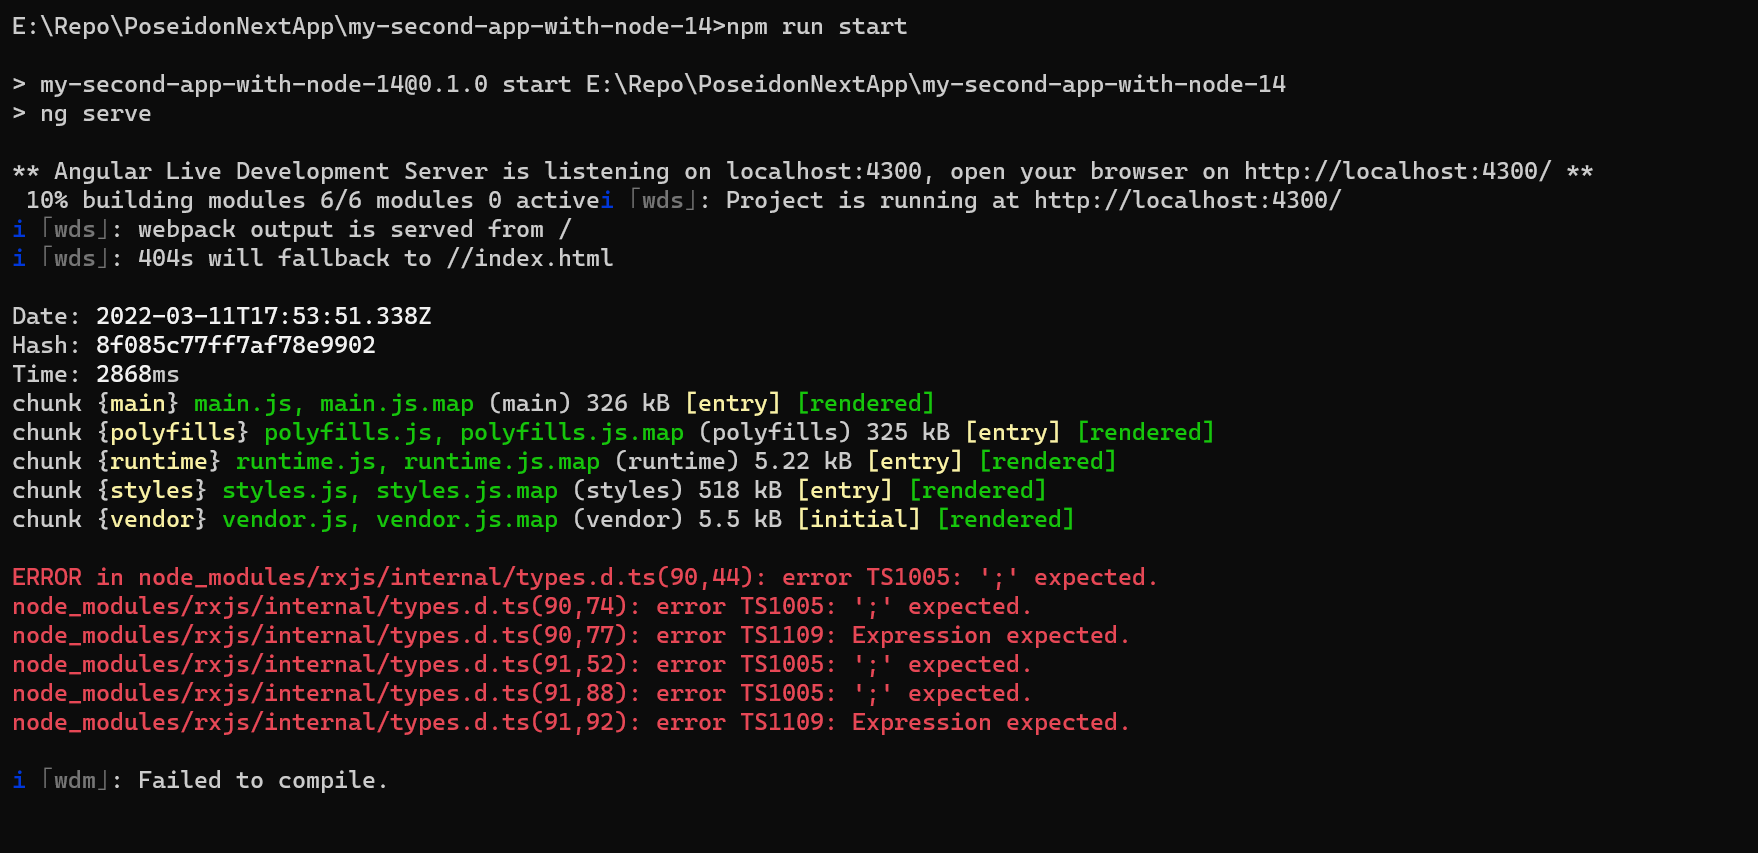 E:\Repo\PoseidonNextApp\my-second-app-with-node-14>npm run start
> my-second-app-with-node-14@0.1.0 start E:\Repo\PoseidonNextApp\my-second-app-with-node-14
> ng serve
** Angular Live Development Server is listening on localhost:4300, open your browser on http://localhost:4300/ **
 10% building modules 6/6 modules 0 activei ｢wds｣: Project is running at http://localhost:4300/
i ｢wds｣: webpack output is served from /
i ｢wds｣: 404s will fallback to //index.html
Date: 2022-03-11T17:53:51.338Z
Hash: 8f085c77ff7af78e9902
Time: 2868ms
chunk {main} main.js, main.js.map (main) 326 kB [entry] [rendered]
chunk {polyfills} polyfills.js, polyfills.js.map (polyfills) 325 kB [entry] [rendered]
chunk {runtime} runtime.js, runtime.js.map (runtime) 5.22 kB [entry] [rendered]
chunk {styles} styles.js, styles.js.map (styles) 518 kB [entry] [rendered]
chunk {vendor} vendor.js, vendor.js.map (vendor) 5.5 kB [initial] [rendered]
ERROR in node_modules/rxjs/internal/types.d.ts(90,44): error TS1005: ';' expected.
node_modules/rxjs/internal/types.d.ts(90,74): error TS1005: ';' expected.
node_modules/rxjs/internal/types.d.ts(90,77): error TS1109: Expression expected.
node_modules/rxjs/internal/types.d.ts(91,52): error TS1005: ';' expected.
node_modules/rxjs/internal/types.d.ts(91,88): error TS1005: ';' expected.
node_modules/rxjs/internal/types.d.ts(91,92): error TS1109: Expression expected.
i ｢wdm｣: Failed to compile.